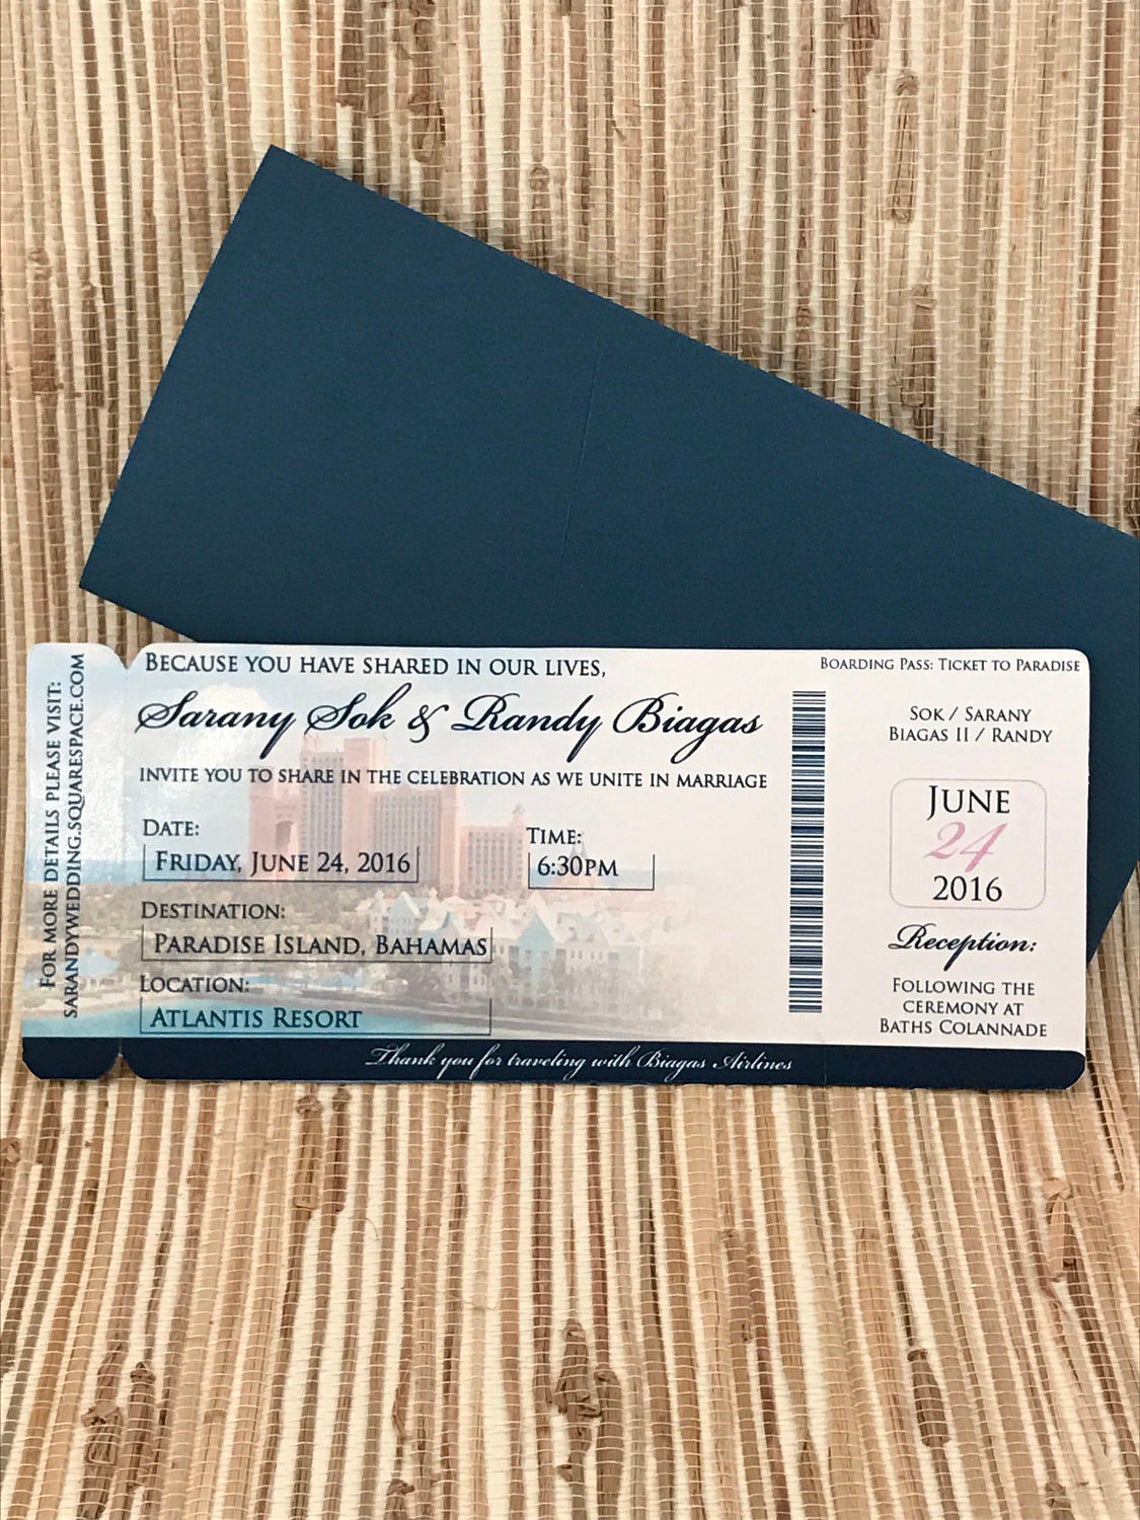 FOR MORE DETAILS PLEASE VISIT:
SARANDYWEDDING.SQUARESPACE.COM
BECAUSE YOU HAVE SHARED IN OUR LIVES,
Sarany Sok & Randy Biagas
INVITE YOU TO SHARE IN THE CELEBRATION AS WE UNITE IN MARRIAGE
DATE:
FRIDAY, JUNE 24, 2016
TIME:
6:30PM
DESTINATION:
PARADISE ISLAND, BAHAMAS
LOCATION:
ATLANTIS RESORT
Thank you for traveling with Biagas Airlines
BOARDING PASS: TICKET TO PARADISE
SOK / SARANY
BIAGAS II / RANDY
JUNE
24
2016
Reception:
FOLLOWING THE
CEREMONY AT
BATHS COLANNADE